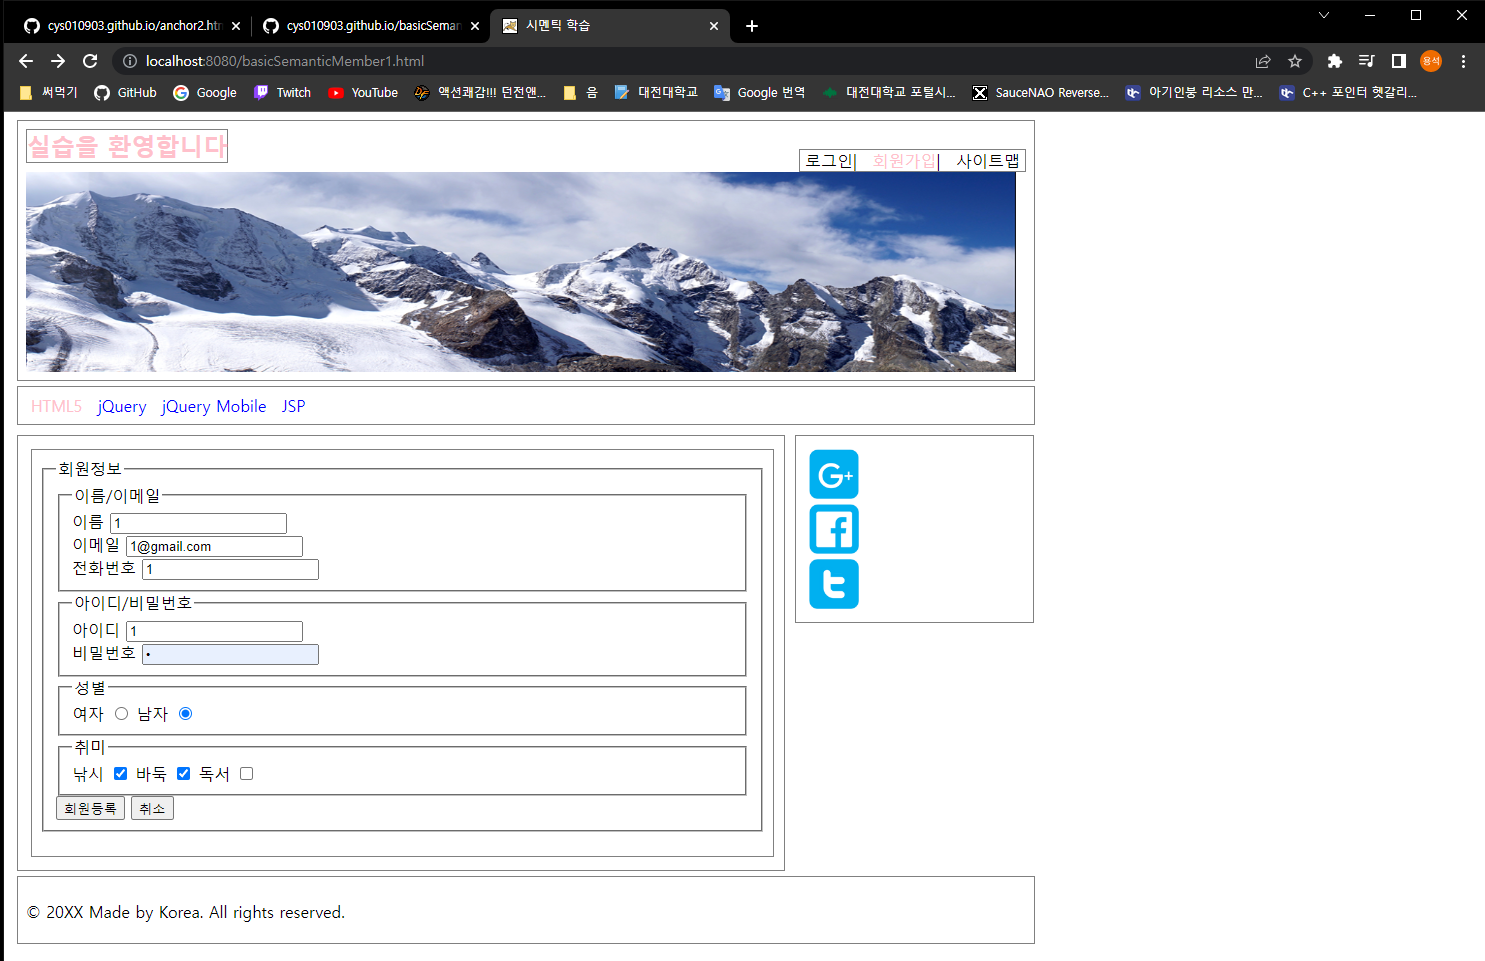 cys010903.github.io/anchor2.htm
cys010903.github.io/basicSeman
시멘틱 학습
localhost:8080/basicSemanticMember1.html
용석
써먹기 GitHub Google Twitch YouTube 액션쾌감!!! 던전앤... 음 대전대학교 Google 번역 대전대학교 포털시... SauceNAO Reverse... 아기인봉 리소스 만... C++ 포인터 헷갈리...
실습을 환영합니다
로그인| 회원가입| 사이트맵
HTML5 jQuery jQuery Mobile JSP
회원정보
이름/이메일
이름 1
이메일 1@gmail.com
전화번호 1
아이디/비밀번호
아이디 1
비밀번호 •
성별
여자 남자
취미
낚시 바둑 독서
회원등록 취소
G+
f
t
© 20XX Made by Korea. All rights reserved.